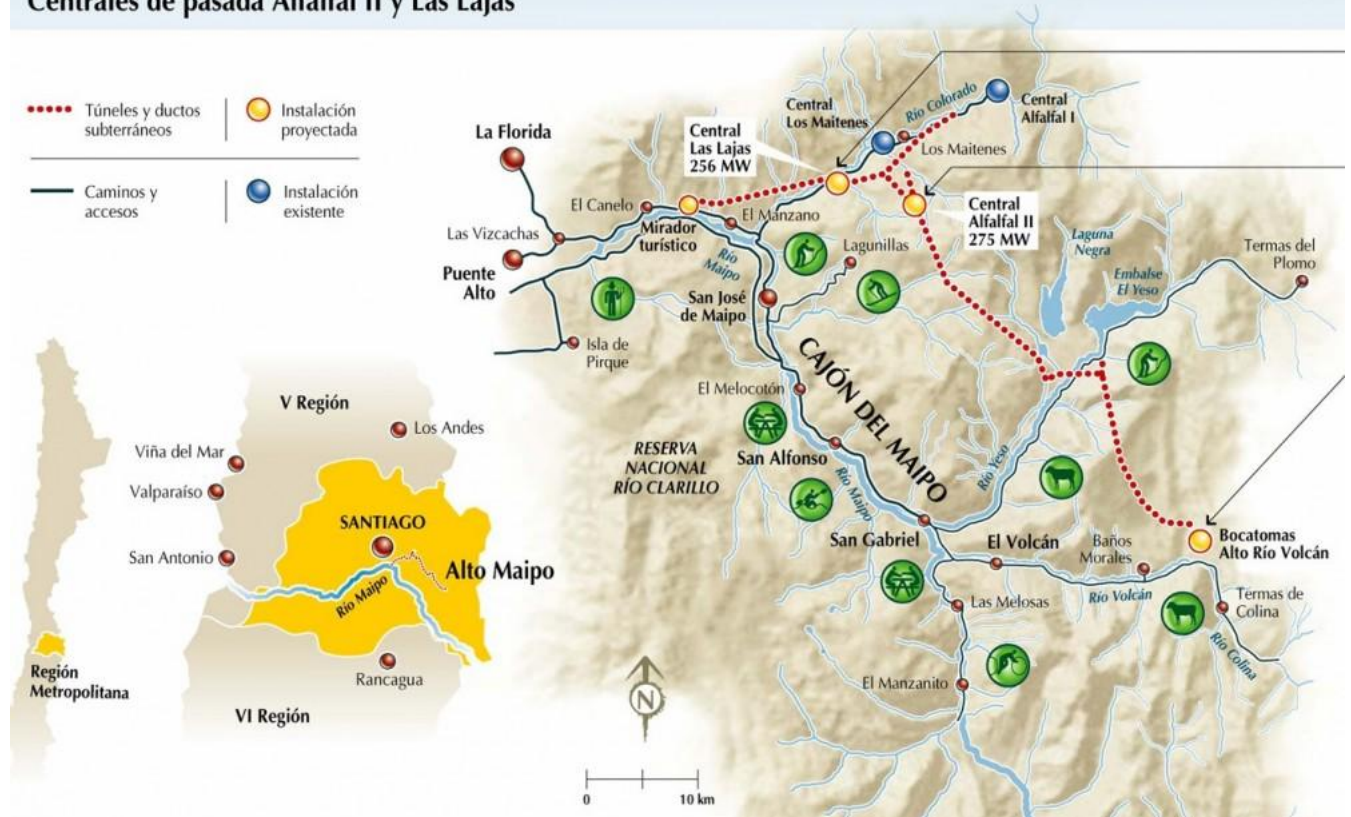 Centrales de pasada Alfalfal II y Las Lajas
Túneles y ductos
subterráneos
Instalación
proyectada
Caminos y
accesos
Instalación
existente
La Florida
Central
Las Lajas
256 MW
Central
Los Maitenes
Río Colorado
Central
Alfalfal I
Los Maitenes
El Canelo
Las Vizcachas
Mirador
turístico
El Manzano
Central
Alfalfal II
275 MW
Laguna
Negra
Termas del
Plomo
Embalse
El Yeso
Puente
Alto
Río
Maipo
Lagunillas
San José
de Maipo
Isla de
Pirque
CAJÓN DEL MAIPO
El Melocotón
RESERVA
NACIONAL
RÍO CLARILLO
San Alfonso
Río Maipo
Río Yeso
San Gabriel
El Volcán
Baños
Morales
Bocatomas
Alto Río Volcán
Río Volcán
Las Melosas
Termas de
Colina
Río Colina
El Manzanito
N
0
10 km
V Región
Los Andes
Viña del Mar
Valparaíso
SANTIAGO
San Antonio
Alto Maipo
Río Maipo
Región
Metropolitana
Rancagua
VI Región